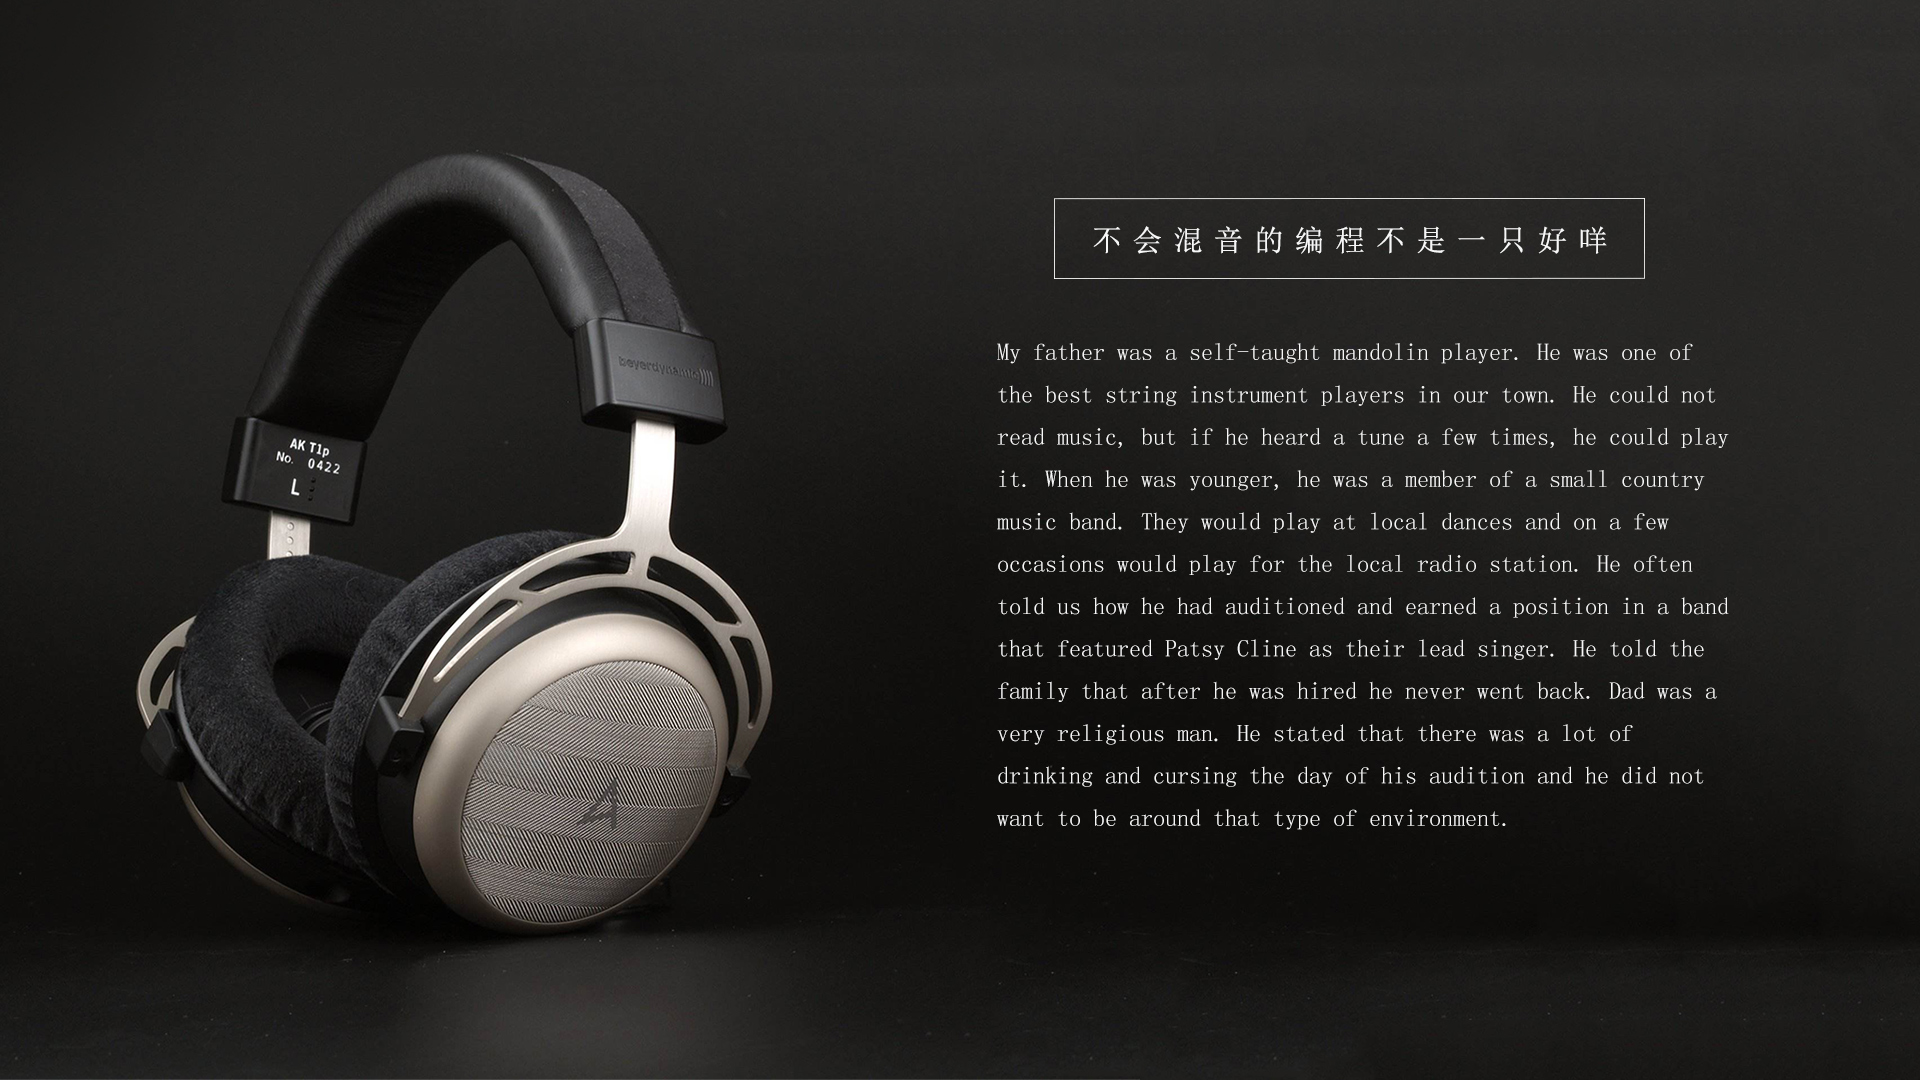 不会混音的编程不是一只好咩
My father was a self-taught mandolin player. He was one of
the best string instrument players in our town. He could not
read music, but if he heard a tune a few times, he could play
it. When he was younger, he was a member of a small country
music band. They would play at local dances and on a few
occasions would play for the local radio station. He often
told us how he had auditioned and earned a position in a band
that featured Patsy Cline as their lead singer. He told the
family that after he was hired he never went back. Dad was a
very religious man. He stated that there was a lot of
drinking and cursing the day of his audition and he did not
want to be around that type of environment.
beyerdynamic
AK T1p
No. 0422
L